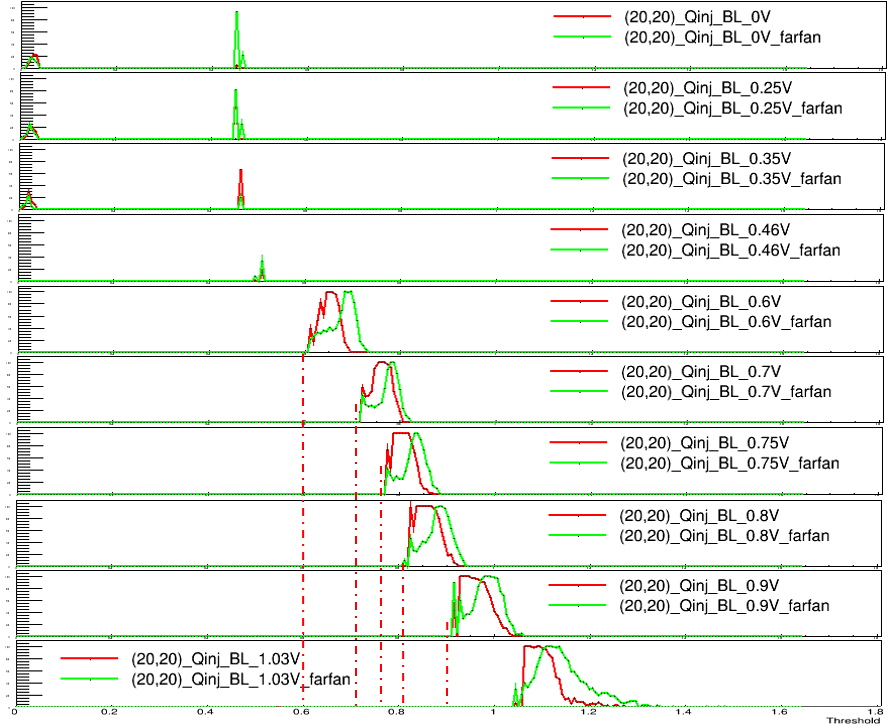 (20,20)_Qinj_BL_0V
(20,20)_Qinj_BL_0V_farfan
(20,20)_Qinj_BL_0.25V
(20,20)_Qinj_BL_0.25V_farfan
(20,20)_Qinj_BL_0.35V
(20,20)_Qinj_BL_0.35V_farfan
(20,20)_Qinj_BL_0.46V
(20,20)_Qinj_BL_0.46V_farfan
(20,20)_Qinj_BL_0.6V
(20,20)_Qinj_BL_0.6V_farfan
(20,20)_Qinj_BL_0.7V
(20,20)_Qinj_BL_0.7V_farfan
(20,20)_Qinj_BL_0.75V
(20,20)_Qinj_BL_0.75V_farfan
(20,20)_Qinj_BL_0.8V
(20,20)_Qinj_BL_0.8V_farfan
(20,20)_Qinj_BL_0.9V
(20,20)_Qinj_BL_0.9V_farfan
(20,20)_Qinj_BL_1.03V
(20,20)_Qinj_BL_1.03V_farfan
0 0.2 0.4 0.6 0.8 1 1.2 1.4 1.6 1.8
Threshold